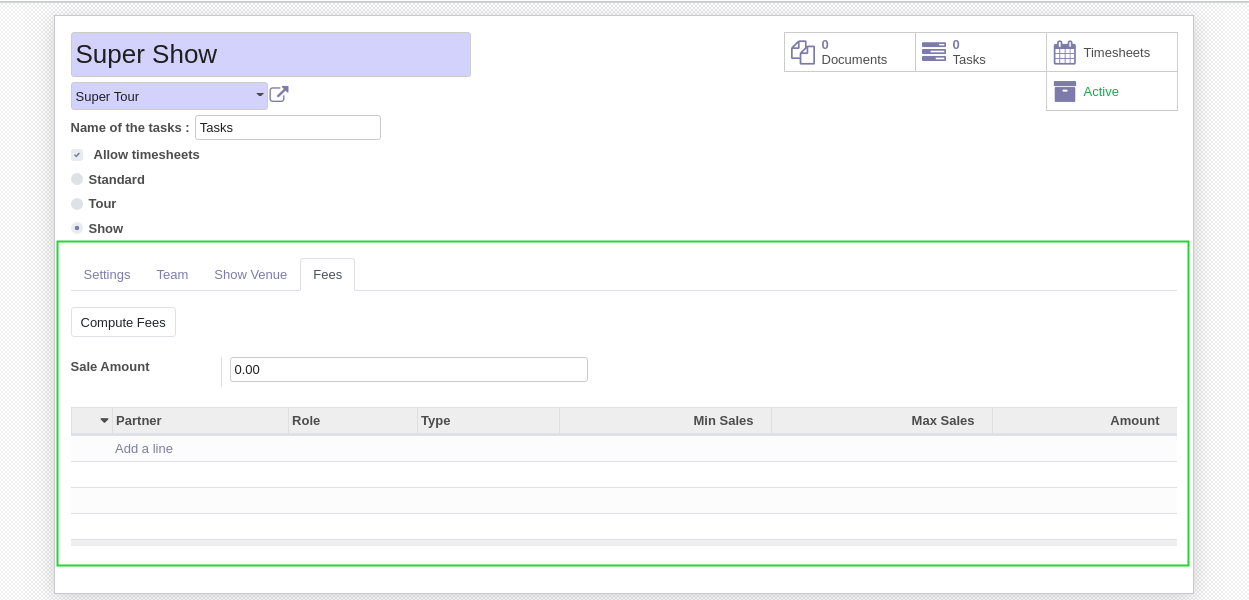 Super Show
0
Documents
0
Tasks
Timesheets
Super Tour
Active
Name of the tasks :
Tasks
Allow timesheets
Standard
Tour
Show
Settings
Team
Show Venue
Fees
Compute Fees
Sale Amount
0.00
Partner
Role
Type
Min Sales
Max Sales
Amount
Add a line